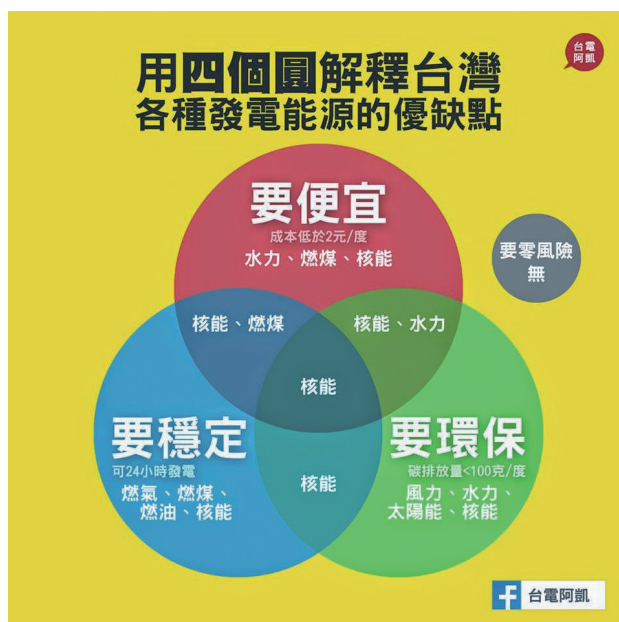 台電
阿凱
用四個圓解釋台灣
各種發電能源的優缺點
要便宜
成本低於2元/度
水力、燃煤、核能
要零風險
無
核能、燃煤
核能、水力
核能
要穩定
可24小時發電
燃氣、燃煤、
燃油、核能
核能
要環保
碳排放量<100克/度
風力、水力、
太陽能、核能
台電阿凱